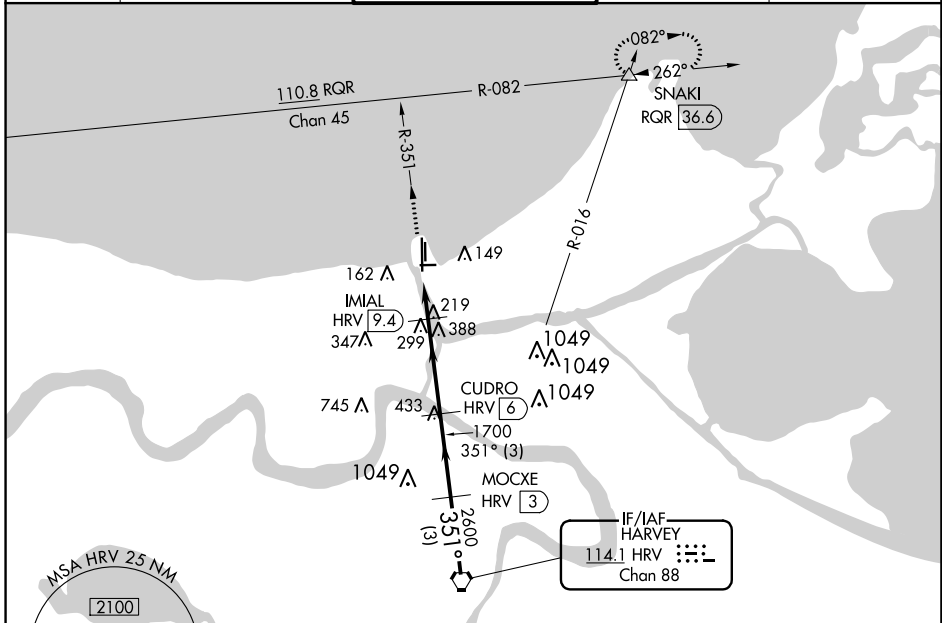 082°
262°
SNAKI
RQR 36.6
110.8 RQR
Chan 45
R-082
R-351
R-016
149
162
IMIAL
HRV 9.4
219
388
299
347
1049
1049
1049
CUDRO
HRV 6
745
433
1700
351° (3)
1049
MOCXE
HRV 3
2600
351°
(3)
IF/IAF
HARVEY
114.1 HRV
Chan 88
MSA HRV 25 NM
2100